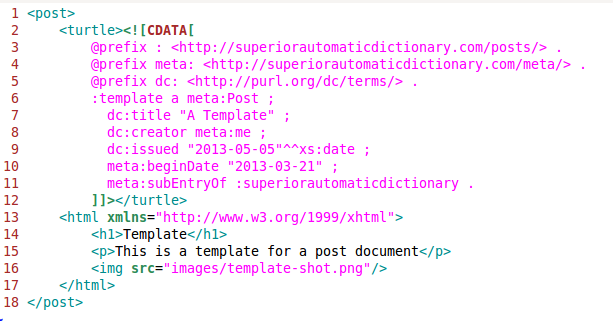 1 <post>
2     <turtle><![CDATA[
3         @prefix : <http://superiorautomaticdictionary.com/posts/> .
4         @prefix meta: <http://superiorautomaticdictionary.com/meta/> .
5         @prefix dc: <http://purl.org/dc/terms/> .
6         :template a meta:Post ;
7           dc:title "A Template" ;
8           dc:creator meta:me ;
9           dc:issued "2013-05-05"^^xs:date ;
10           meta:beginDate "2013-03-21" ;
11           meta:subEntryOf :superiorautomaticdictionary .
12         ]]></turtle>
13     <html xmlns="http://www.w3.org/1999/xhtml">
14         <h1>Template</h1>
15         <p>This is a template for a post document</p>
16         <img src="images/template-shot.png"/>
17     </html>
18 </post>